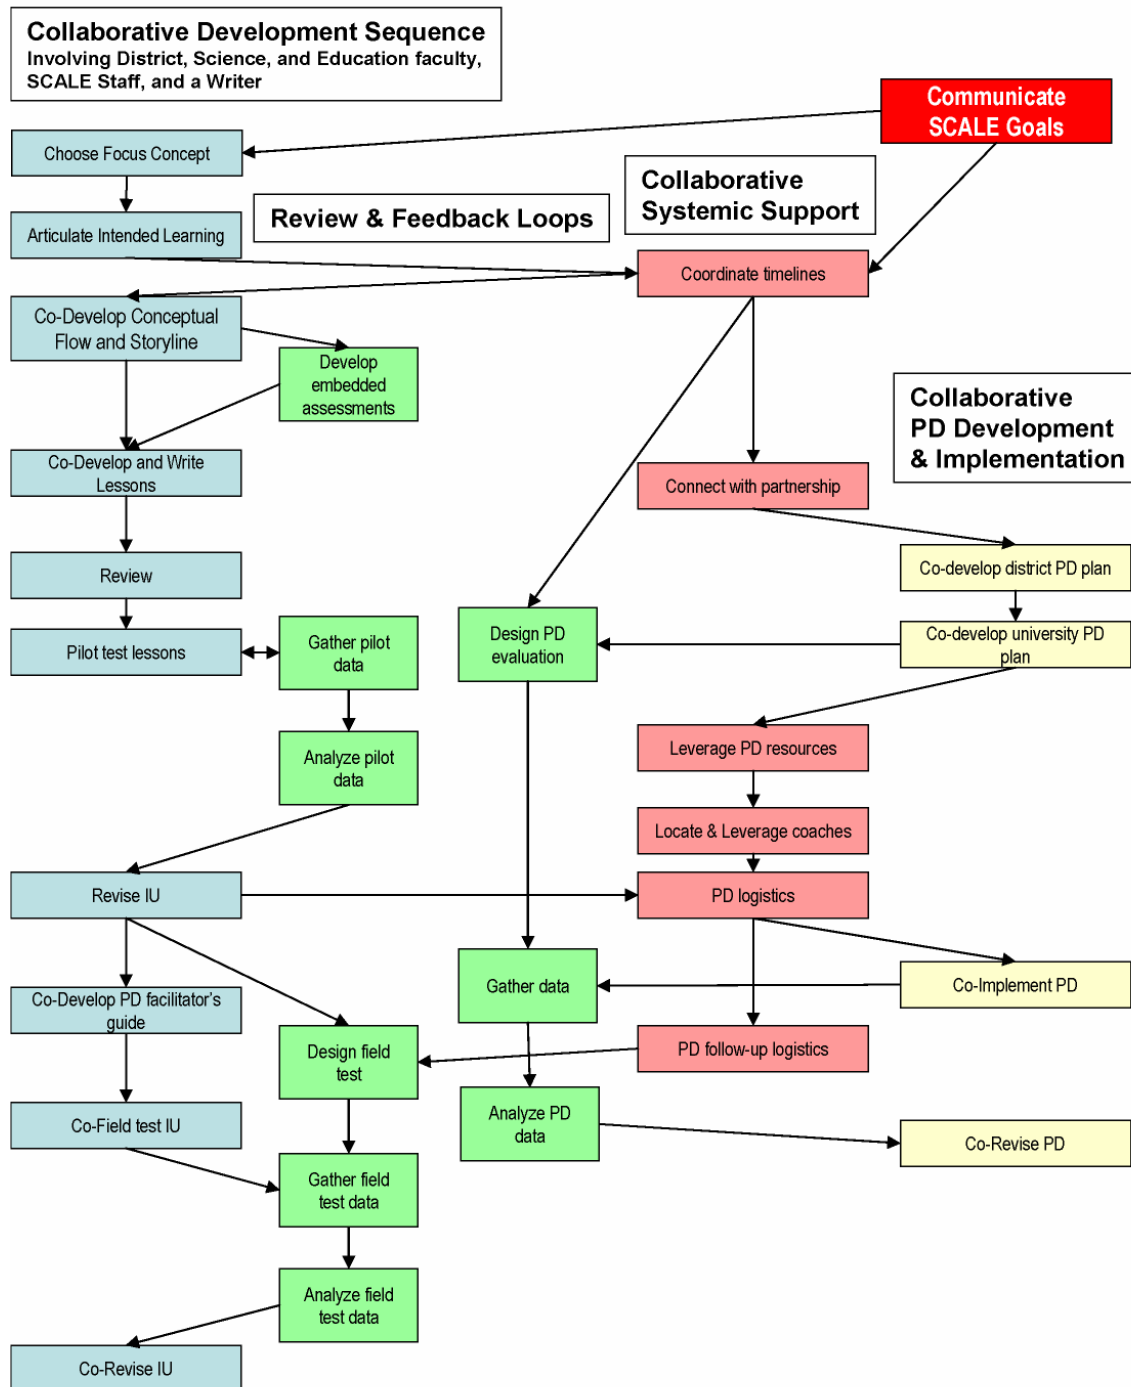 Collaborative Development Sequence
Involving District, Science, and Education faculty,
SCALE Staff, and a Writer
Communicate
SCALE Goals
Choose Focus Concept
Collaborative
Systemic Support
Review & Feedback Loops
Articulate Intended Learning
Coordinate timelines
Co-Develop Conceptual
Flow and Storyline
Develop
embedded
assessments
Collaborative
PD Development
& Implementation
Co-Develop and Write
Lessons
Connect with partnership
Review
Co-develop district PD plan
Pilot test lessons
Gather pilot
data
Design PD
evaluation
Co-develop university PD
plan
Leverage PD resources
Analyze pilot
data
Locate & Leverage coaches
Revise IU
PD logistics
Gather data
Co-Implement PD
Co-Develop PD facilitator's
guide
Design field
test
PD follow-up logistics
Co-Field test IU
Analyze PD
data
Co-Revise PD
Gather field
test data
Analyze field
test data
Co-Revise IU